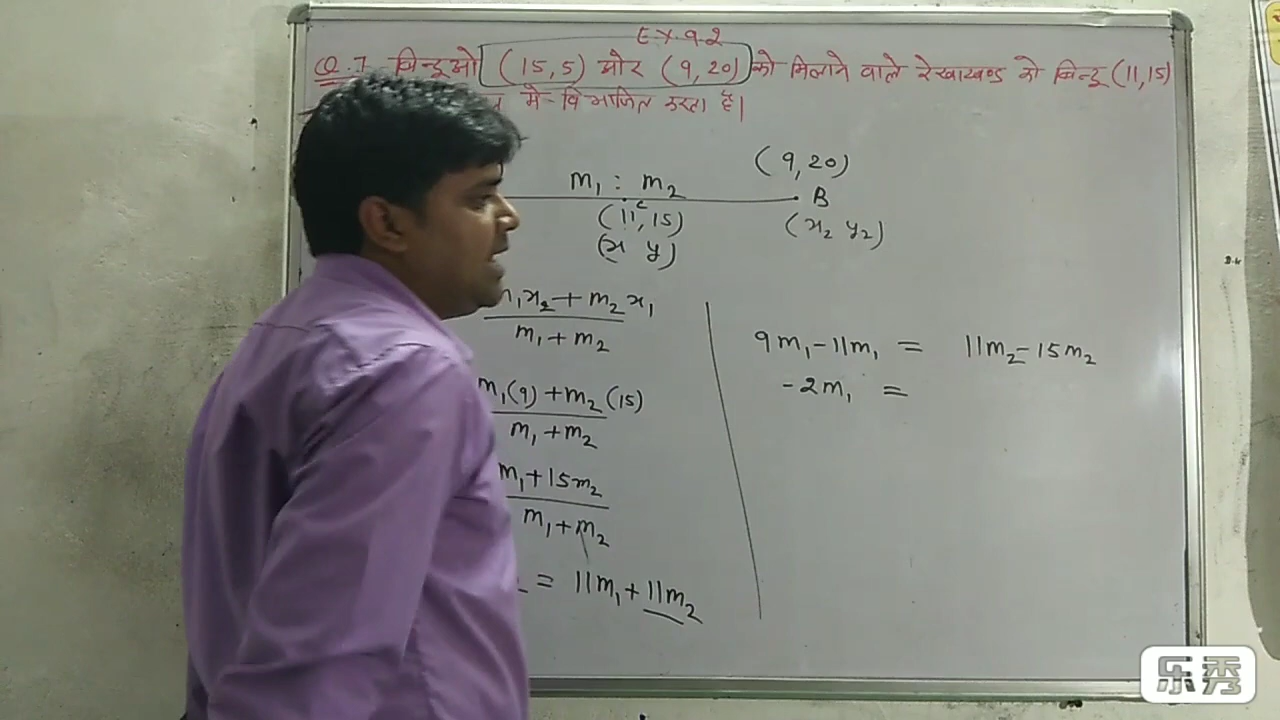 Ex 9.2
Q.7 बिन्दुओ (15,5) और (9,20) को मिलाने वाले रेखाखण्ड को बिन्दु (11,15)
में विभाजित करता है।
(9,20)
m₁ : m₂
B
(11,15)
c
(x₂ y₂)
(x y)
m₁x₂+m₂x₁
m₁+m₂
9m₁-11m₁ = 11m₂-15m₂
-2m₁ =
m₁(9)+m₂(15)
m₁+m₂
m₁+15m₂
m₁+m₂
= 11m₁+11m₂
乐秀